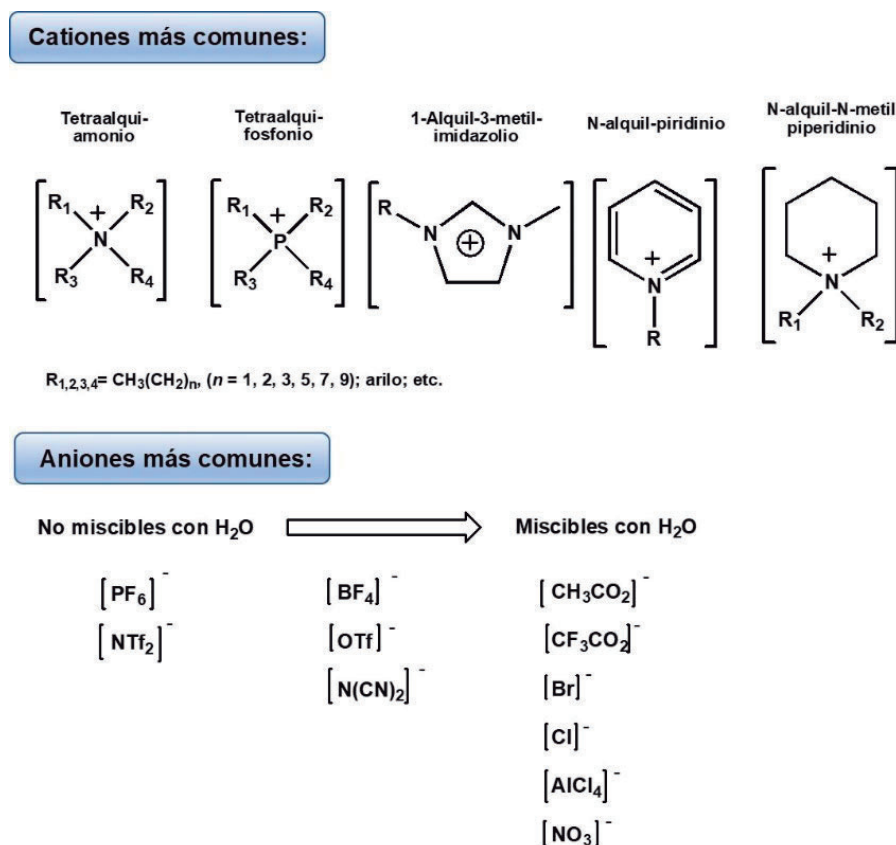 Cationes más comunes:
Tetraalqui-
amonio
Tetraalqui-
fosfonio
1-Alquil-3-metil-
imidazolio
N-alquil-piridinio
N-alquil-N-metil
piperidinio
R₁ + R₂
N
R₃ R₄
R₁ + R₂
P
R₃ R₄
R
N + N
+
N
R
+
N
R₁ R₂
R₁,₂,₃,₄= CH₃(CH₂)ₙ, (n = 1, 2, 3, 5, 7, 9); arilo; etc.
Aniones más comunes:
No miscibles con H₂O
Miscibles con H₂O
[PF₆]⁻
[NTf₂]⁻
[BF₄]⁻
[OTf]⁻
[N(CN)₂]⁻
[CH₃CO₂]⁻
[CF₃CO₂]⁻
[Br]⁻
[Cl]⁻
[AlCl₄]⁻
[NO₃]⁻